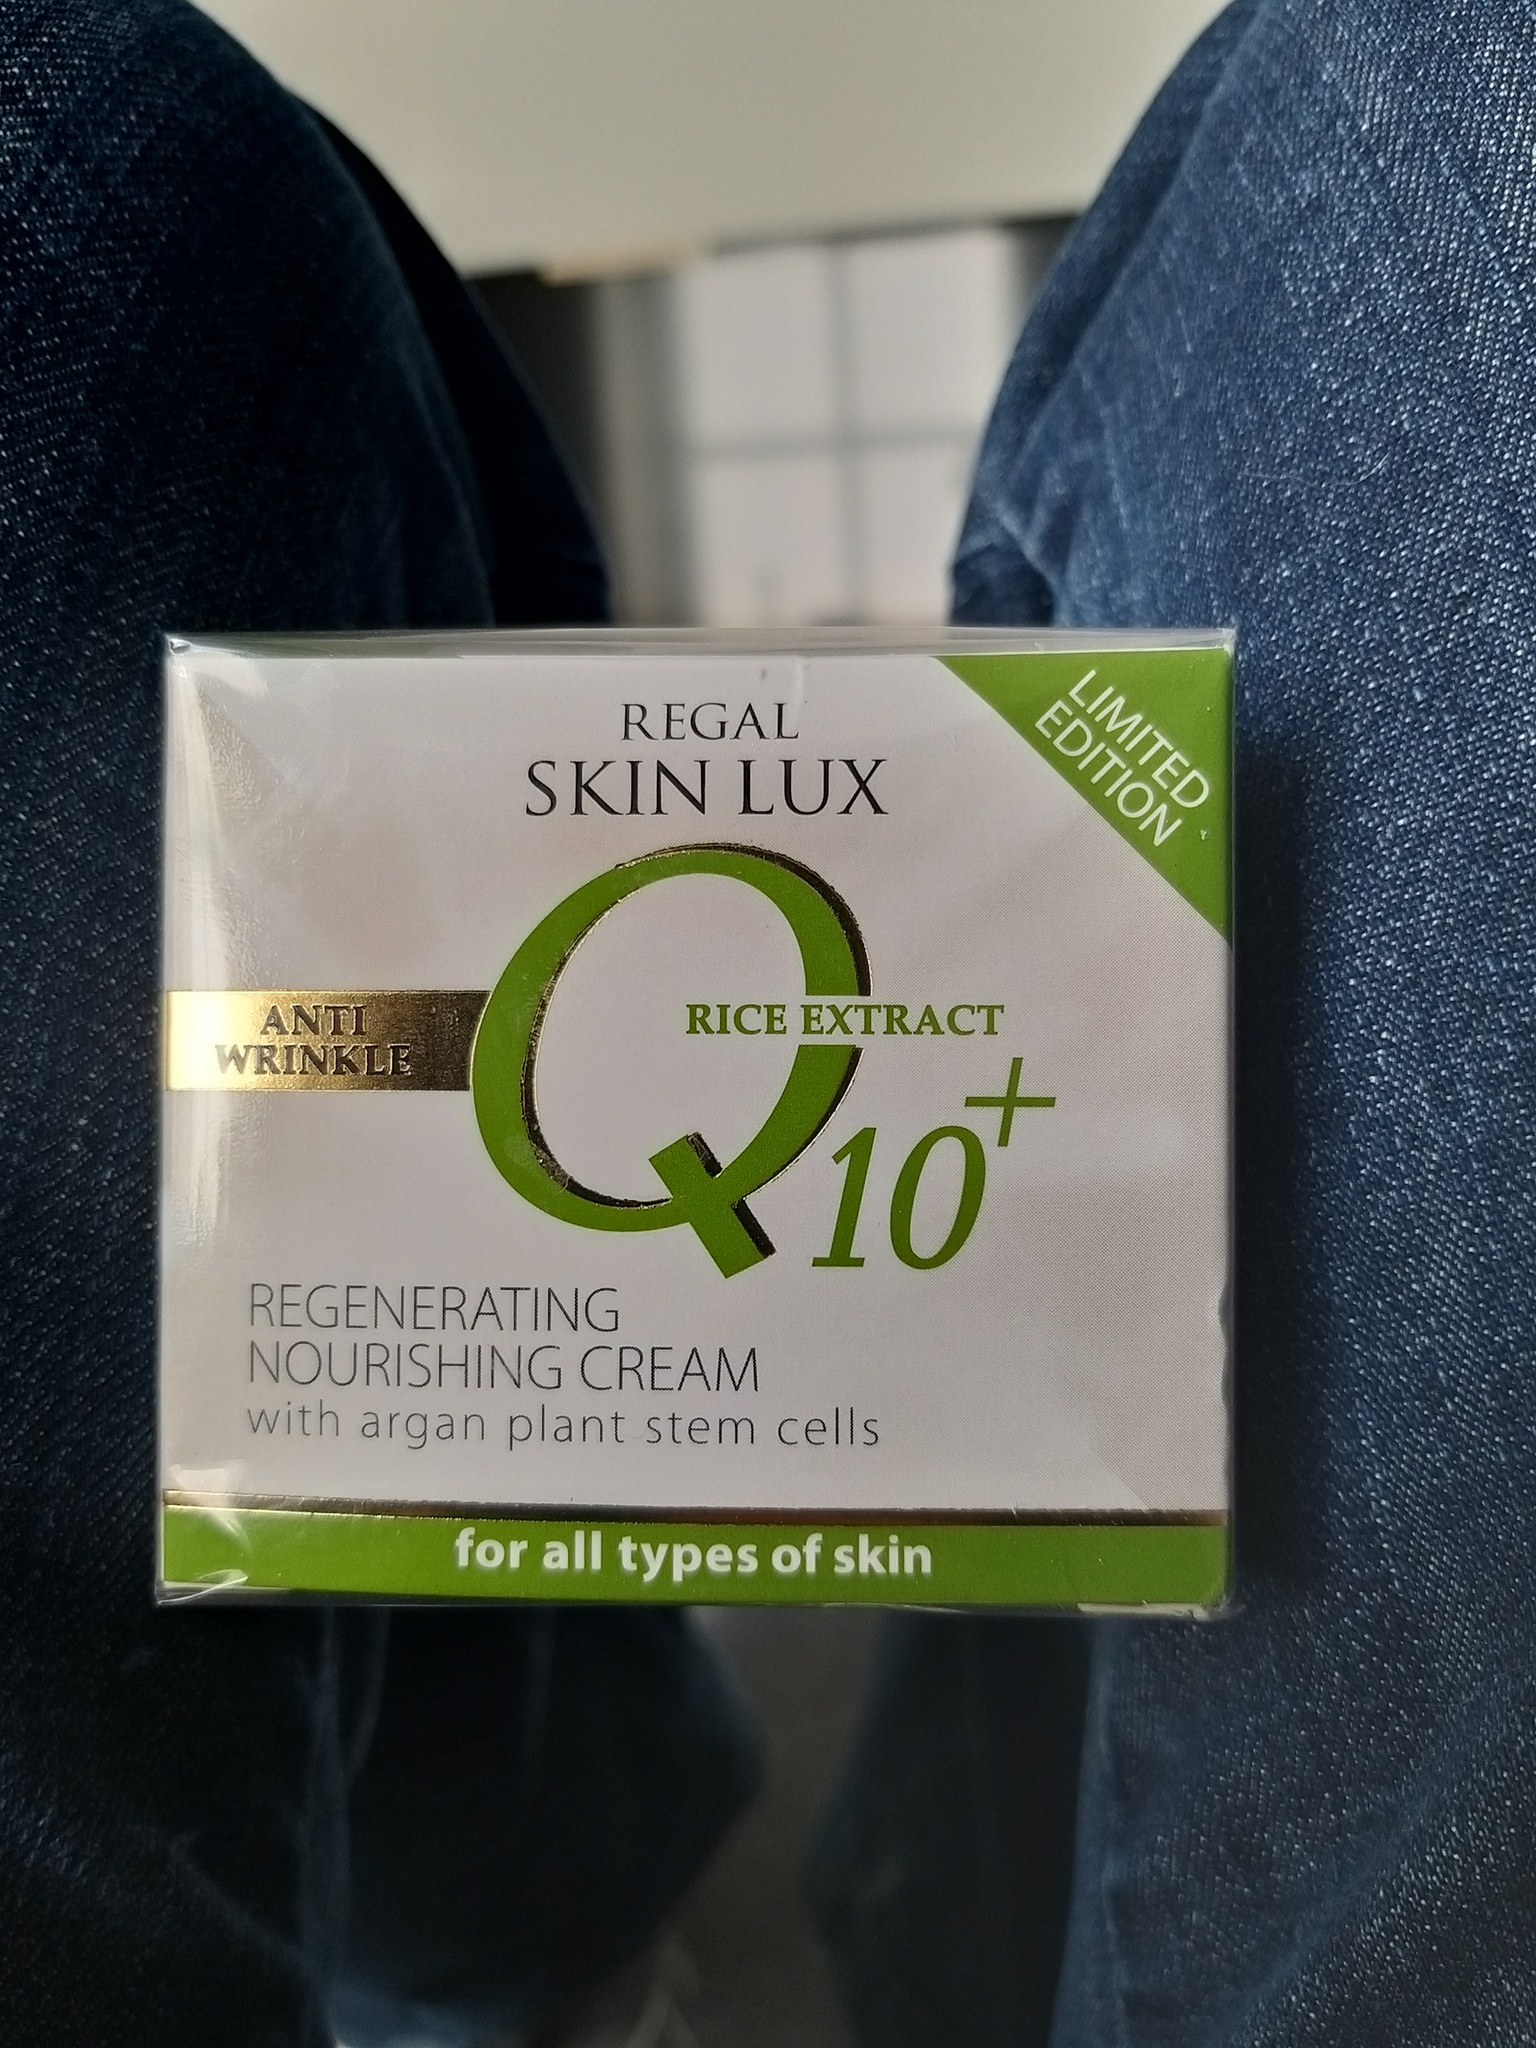 REGAL
SKIN LUX
LIMITED
EDITION
ANTI
WRINKLE
Q10+
RICE EXTRACT
REGENERATING
NOURISHING CREAM
with argan plant stem cells
for all types of skin